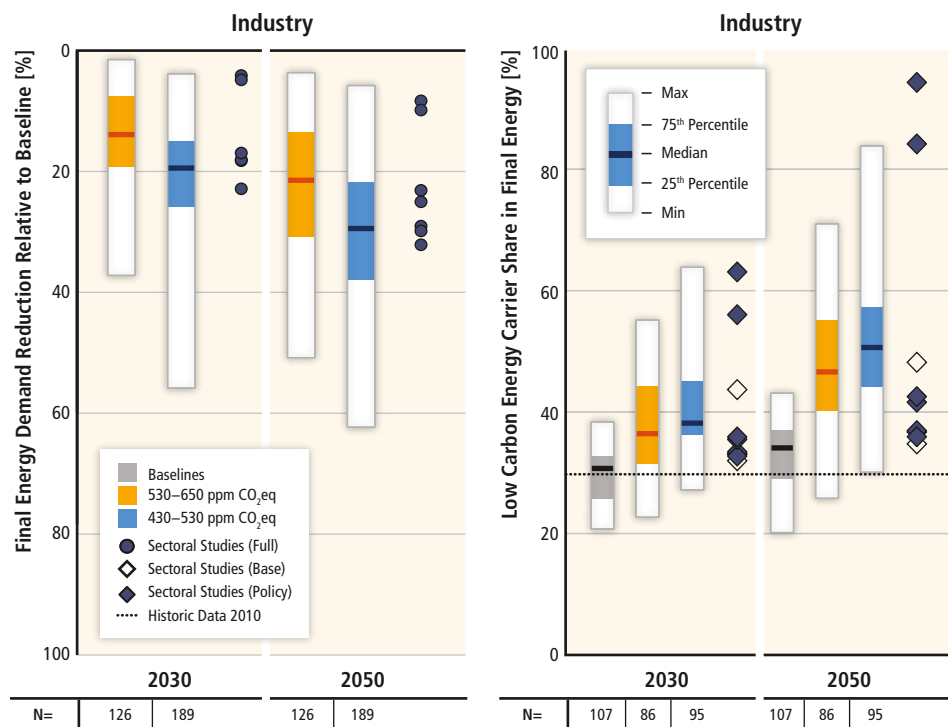 Industry
Final Energy Demand Reduction Relative to Baseline [%]
0
20
40
60
80
100
Baselines
530–650 ppm CO₂eq
430–530 ppm CO₂eq
Sectoral Studies (Full)
Sectoral Studies (Base)
Sectoral Studies (Policy)
Historic Data 2010
2030 2050
N= 126 189 126 189
Industry
Low Carbon Energy Carrier Share in Final Energy [%]
100
80
60
40
20
0
Max
75th Percentile
Median
25th Percentile
Min
2030 2050
N= 107 86 95 107 86 95